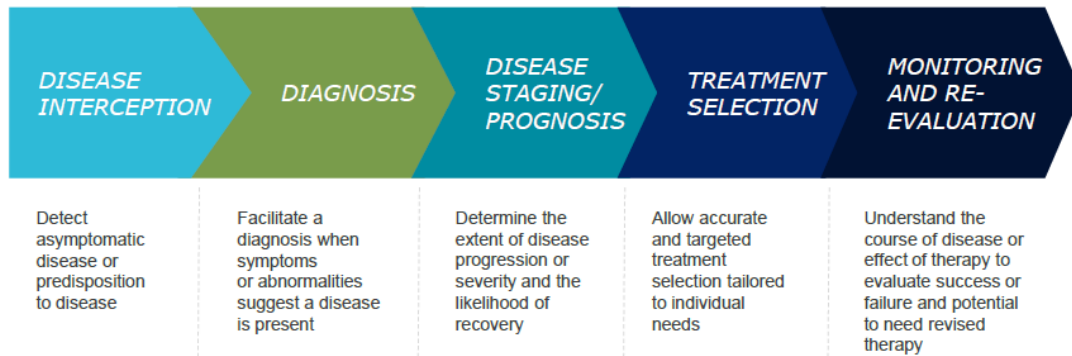 DISEASE
INTERCEPTION
DIAGNOSIS
DISEASE
STAGING/
PROGNOSIS
TREATMENT
SELECTION
MONITORING
AND RE-
EVALUATION
Detect
asymptomatic
disease or
predisposition
to disease
Facilitate a
diagnosis when
symptoms
or abnormalities
suggest a disease
is present
Determine the
extent of disease
progression or
severity and the
likelihood of
recovery
Allow accurate
and targeted
treatment
selection tailored
to individual
needs
Understand the
course of disease or
effect of therapy to
evaluate success or
failure and potential
to need revised
therapy